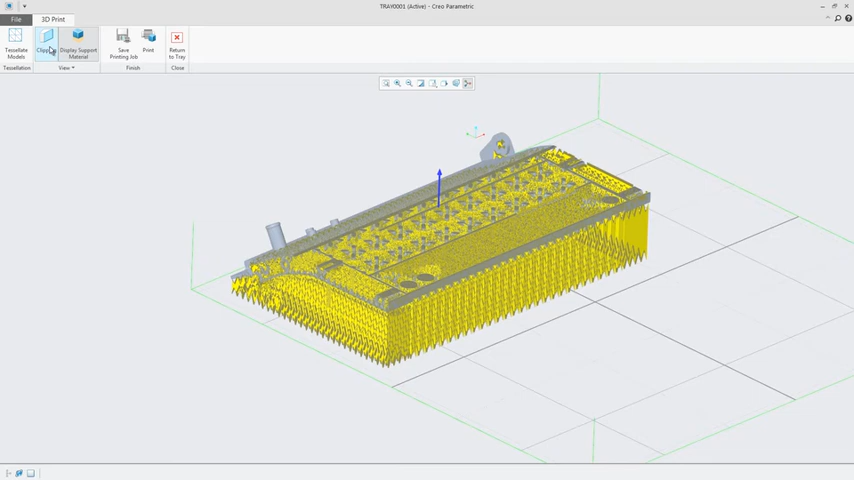 TRAY0001 (Active) - Creo Parametric
File
3D Print
Tessellate
Models
Display Support
Material
Save
Printing Job
Print
Return
to Tray
Tessellation
View
Finish
Close